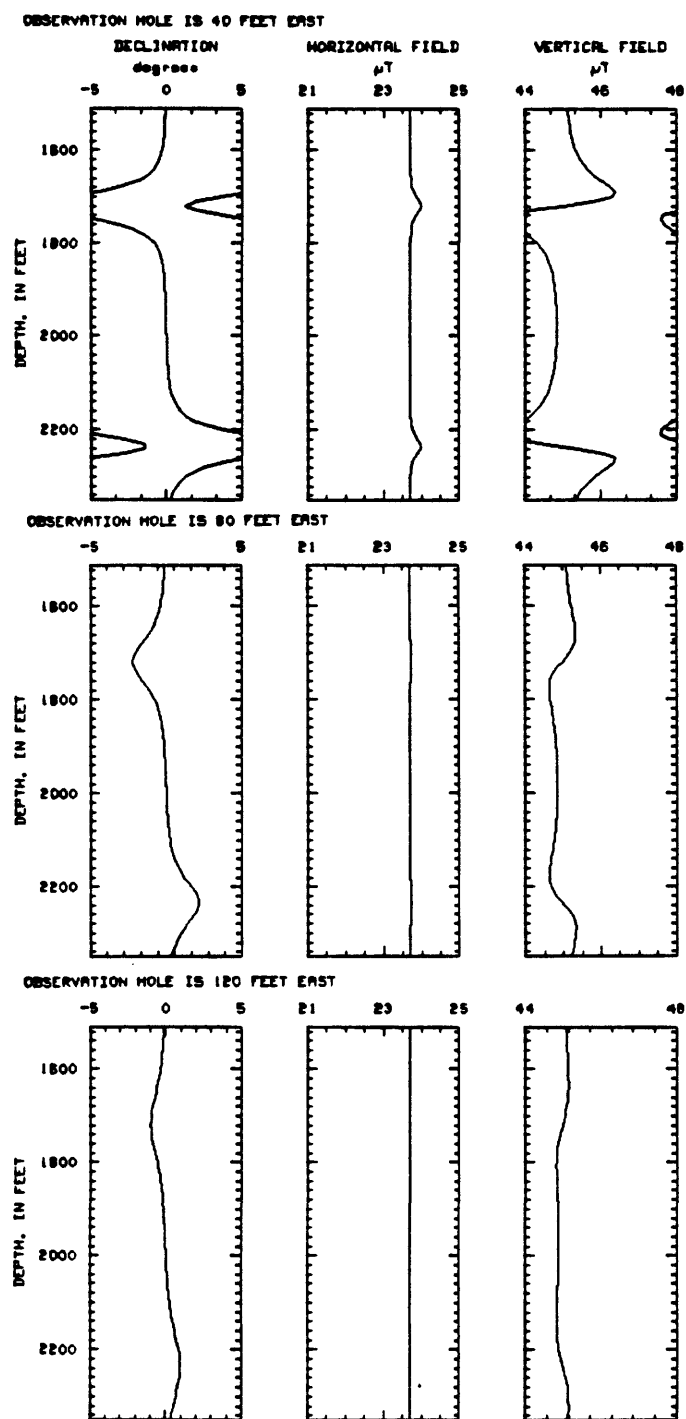 OBSERVATION HOLE IS 40 FEET EAST
DECLINATION HORIZONTAL FIELD VERTICAL FIELD
degrees µT µT
-5 0 5 21 23 25 44 46 48
1600
1800
2000
2200
DEPTH, IN FEET
OBSERVATION HOLE IS 80 FEET EAST
-5 0 5 21 23 25 44 46 48
1600
1800
2000
2200
DEPTH, IN FEET
OBSERVATION HOLE IS 120 FEET EAST
-5 0 5 21 23 25 44 48
1600
1800
2000
2200
DEPTH, IN FEET